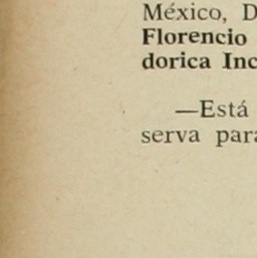 México, D
Florencio
dorica Inc
—Está
serva para